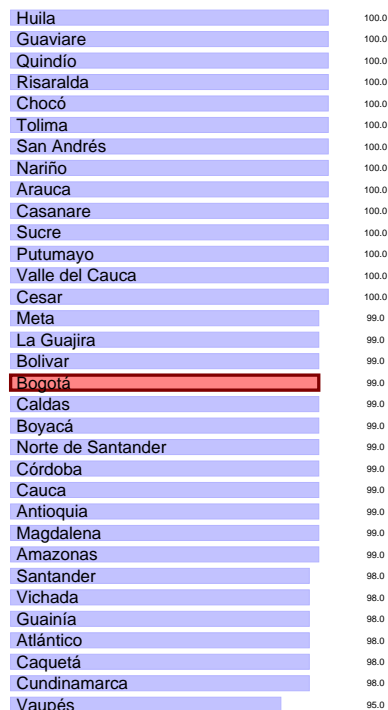 Huila 100.0
Guaviare 100.0
Quindío 100.0
Risaralda 100.0
Chocó 100.0
Tolima 100.0
San Andrés 100.0
Nariño 100.0
Arauca 100.0
Casanare 100.0
Sucre 100.0
Putumayo 100.0
Valle del Cauca 100.0
Cesar 100.0
Meta 99.0
La Guajira 99.0
Bolivar 99.0
Bogotá 99.0
Caldas 99.0
Boyacá 99.0
Norte de Santander 99.0
Córdoba 99.0
Cauca 99.0
Antioquia 99.0
Magdalena 99.0
Amazonas 99.0
Santander 98.0
Vichada 98.0
Guainía 98.0
Atlántico 98.0
Caquetá 98.0
Cundinamarca 98.0
Vaupés 95.0